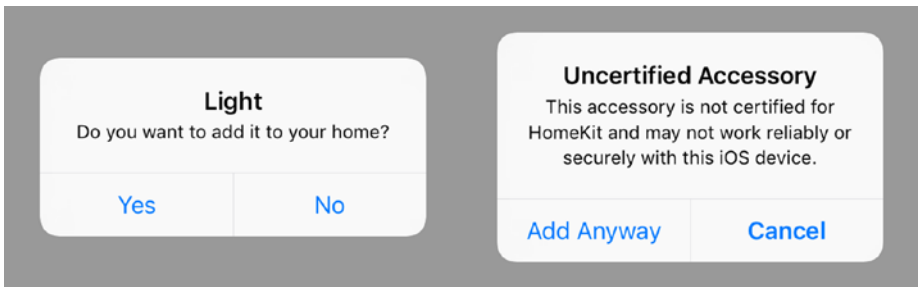 Light
Do you want to add it to your home?
Yes
No
Uncertified Accessory
This accessory is not certified for
HomeKit and may not work reliably or
securely with this iOS device.
Add Anyway
Cancel